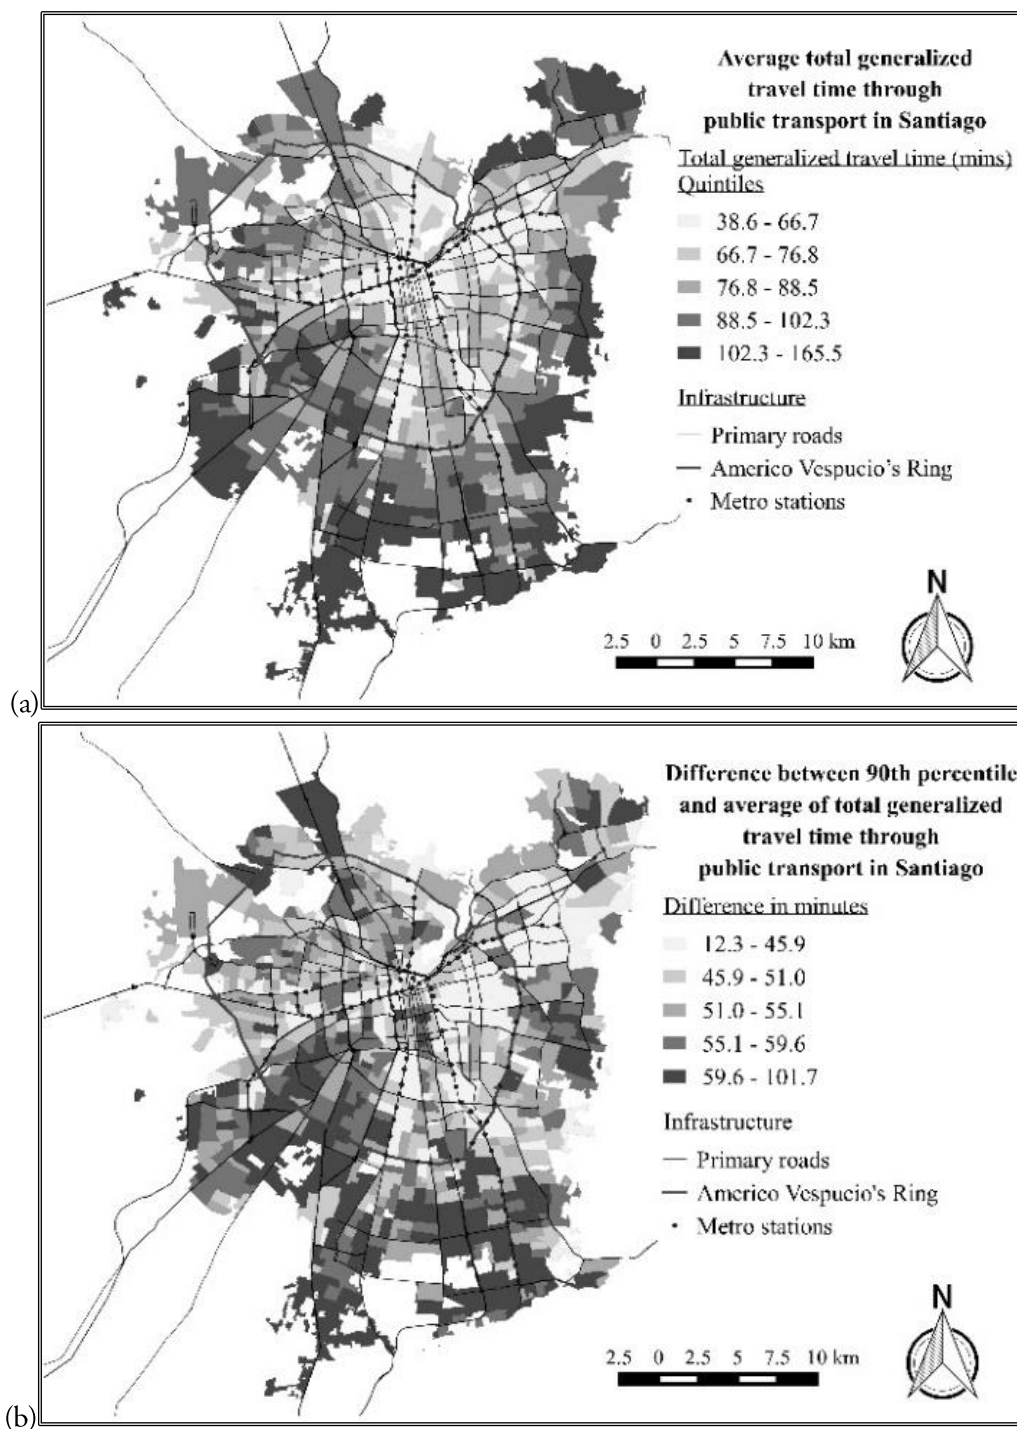 Average total generalized
travel time through
public transport in Santiago
Total generalized travel time (mins)
Quintiles
38.6 - 66.7
66.7 - 76.8
76.8 - 88.5
88.5 - 102.3
102.3 - 165.5
Infrastructure
Primary roads
Americo Vespucio's Ring
Metro stations
N
2.5 0 2.5 5 7.5 10 km
(a)
Difference between 90th percentile
and average of total generalized
travel time through
public transport in Santiago
Difference in minutes
12.3 - 45.9
45.9 - 51.0
51.0 - 55.1
55.1 - 59.6
59.6 - 101.7
Infrastructure
Primary roads
Americo Vespucio's Ring
Metro stations
N
2.5 0 2.5 5 7.5 10 km
(b)